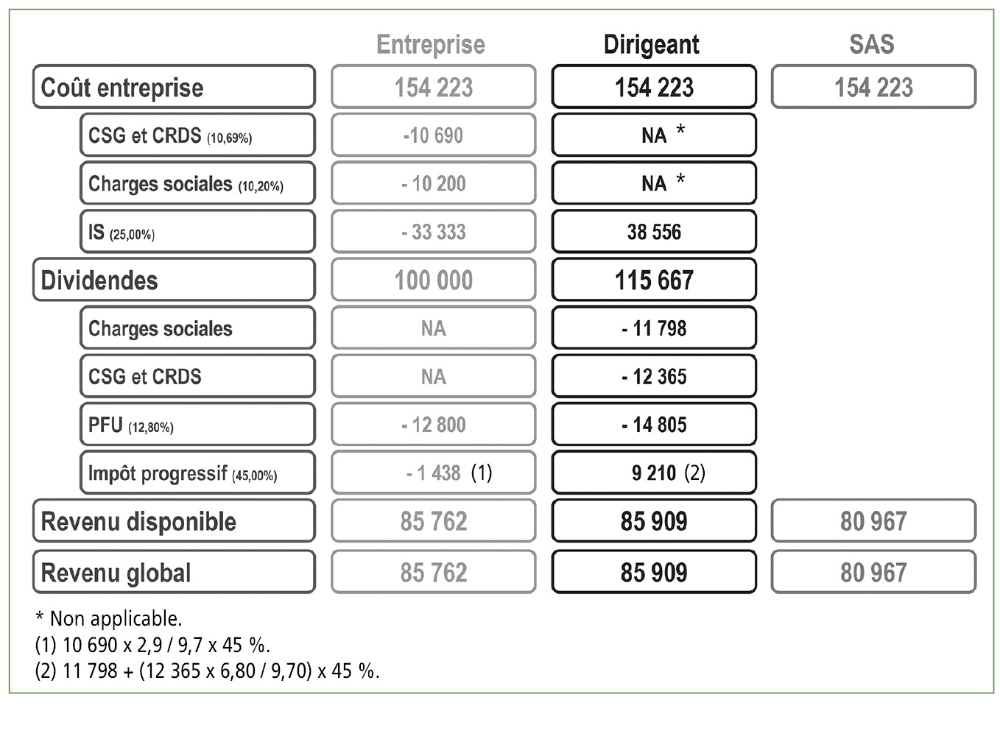 Entreprise Dirigeant SAS
Coût entreprise 154 223 154 223 154 223
CSG et CRDS (10,69%) -10 690 NA *
Charges sociales (10,20%) - 10 200 NA *
IS (25,00%) - 33 333 38 556
Dividendes 100 000 115 667
Charges sociales NA - 11 798
CSG et CRDS NA - 12 365
PFU (12,80%) - 12 800 - 14 805
Impôt progressif (45,00%) - 1 438 (1) 9 210 (2)
Revenu disponible 85 762 85 909 80 967
Revenu global 85 762 85 909 80 967
* Non applicable.
(1) 10 690 x 2,9 / 9,7 x 45 %.
(2) 11 798 + (12 365 x 6,80 / 9,70) x 45 %.